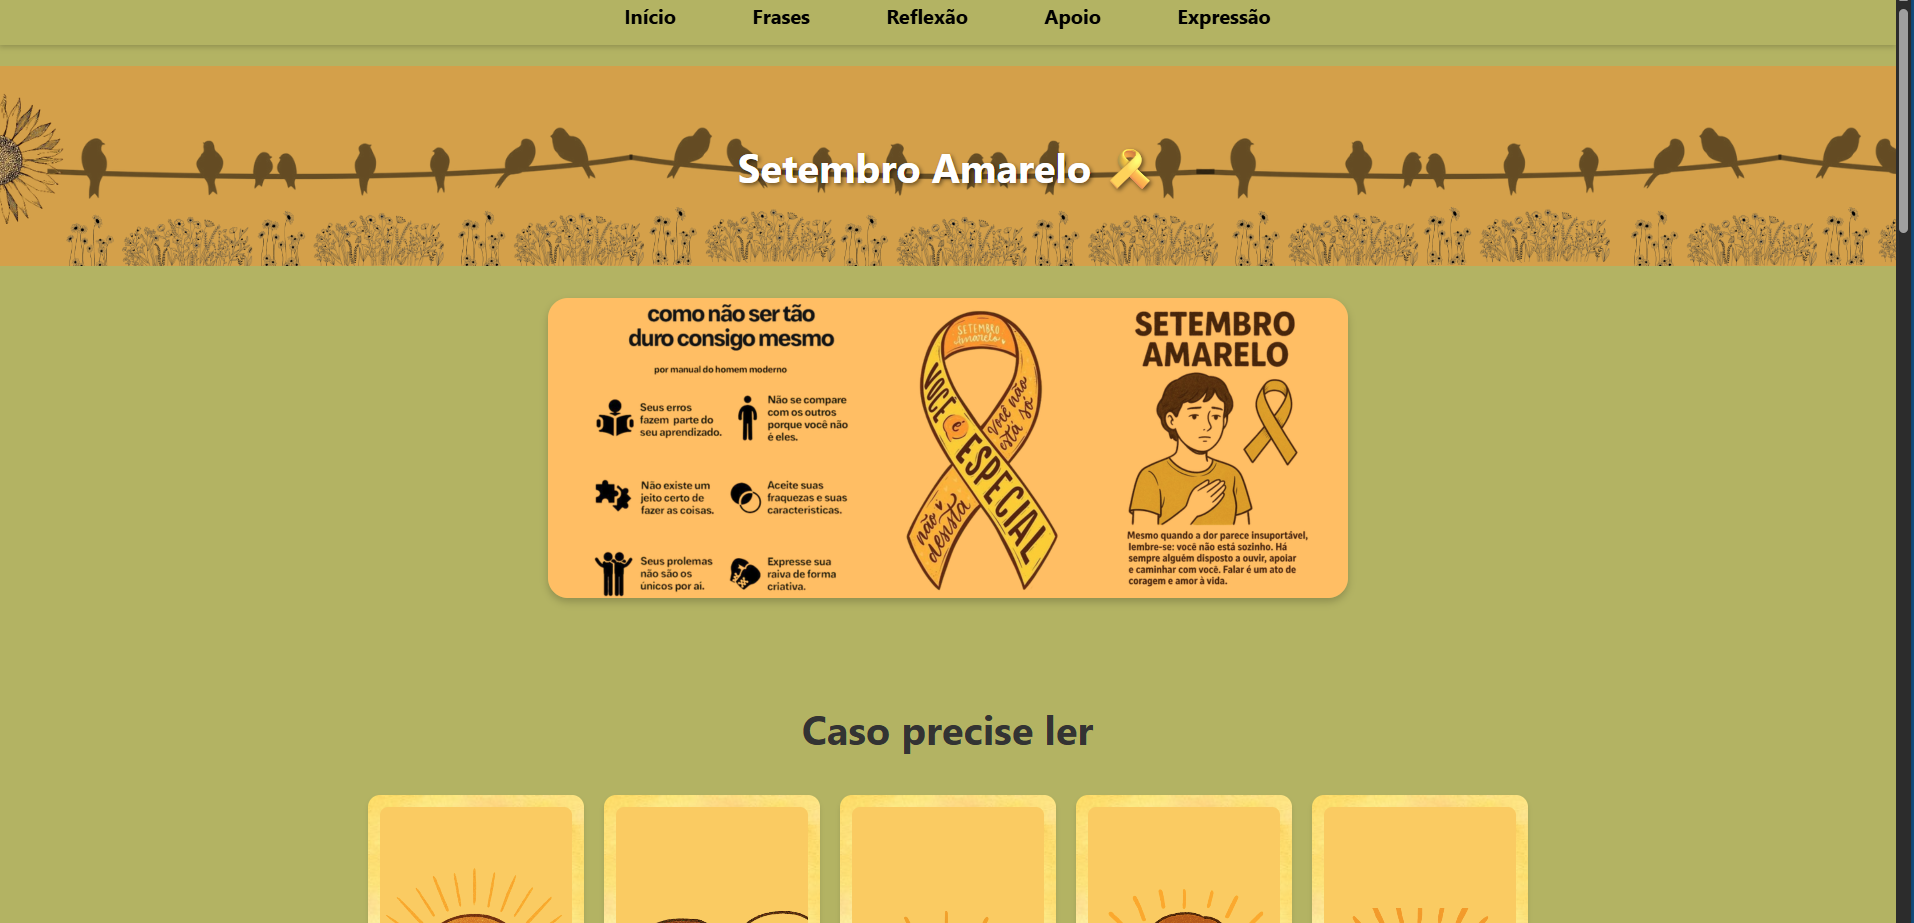 Início Frases Reflexão Apoio Expressão
Setembro Amarelo
como não ser tão
duro consigo mesmo
por manual do homem moderno
Seus erros
fazem parte do
seu aprendizado.
Não se compare
com os outros
porque você não
é eles.
Não existe um
jeito certo de
fazer as coisas.
Aceite suas
fraquezas e suas
caracteristicas.
Seus prolemas
não são os
únicos por aí.
Expresse sua
raiva de forma
criativa.
SETEMBRO
Amarelo
VOCÊ é ESPECIAL
você não
está só
não
desista
SETEMBRO
AMARELO
Mesmo quando a dor parece insuportável,
lembre-se: você não está sozinho. Há
sempre alguém disposto a ouvir, apoiar
e caminhar com você. Falar é um ato de
coragem e amor à vida.
Caso precise ler